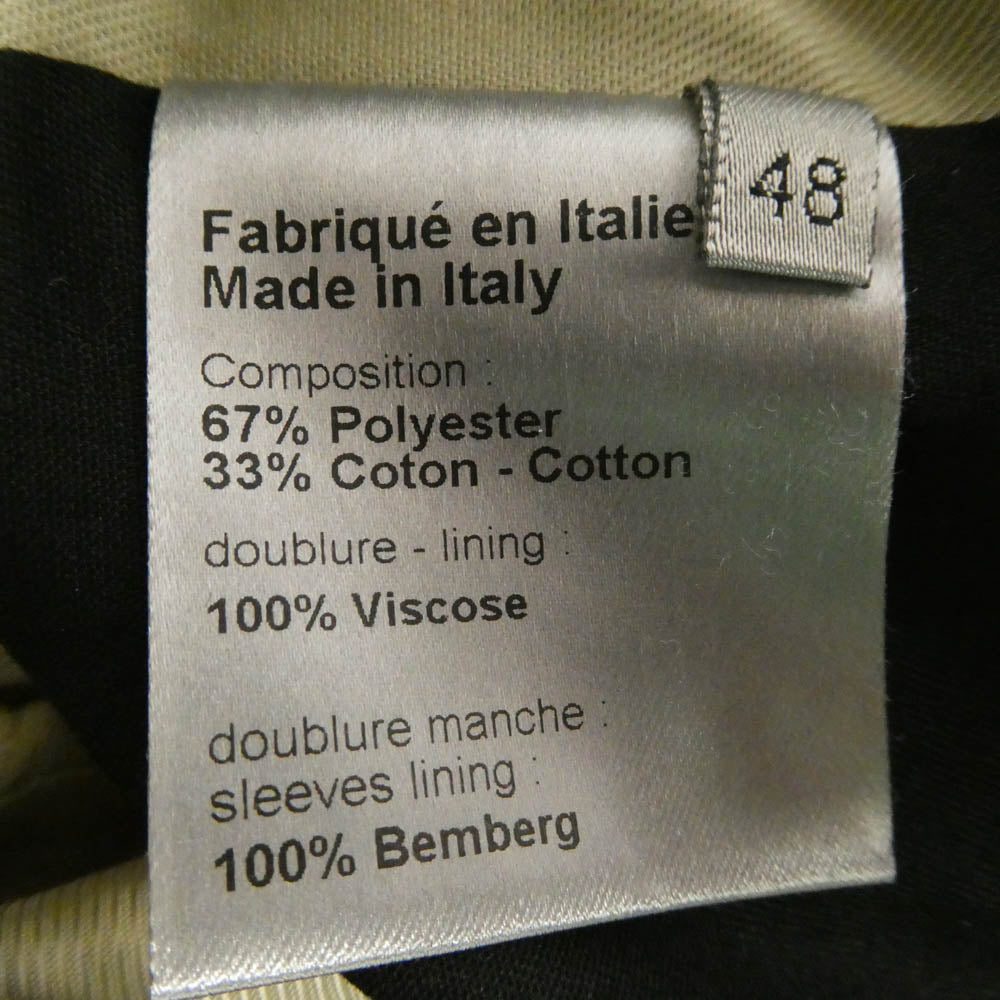 48
Fabriqué en Italie
Made in Italy
Composition :
67% Polyester
33% Coton - Cotton
doublure - lining :
100% Viscose
doublure manche :
sleeves lining :
100% Bemberg